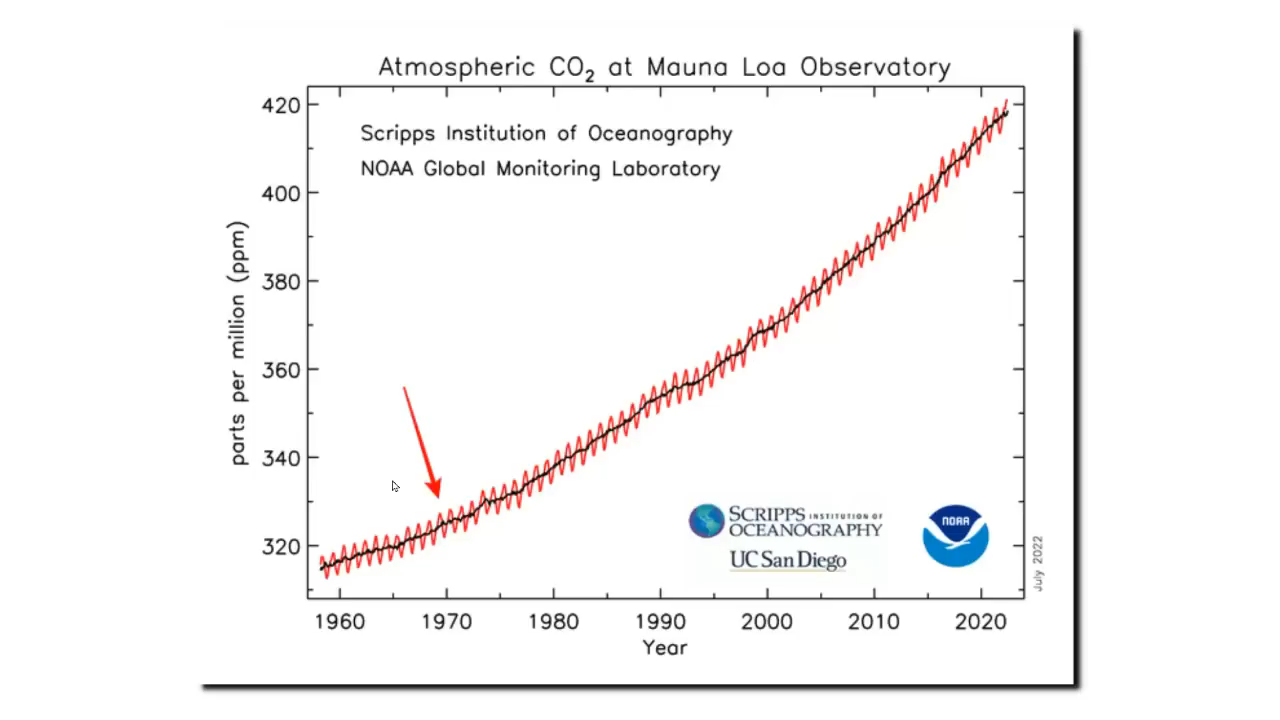 Atmospheric CO₂ at Mauna Loa Observatory
Scripps Institution of Oceanography
NOAA Global Monitoring Laboratory
parts per million (ppm)
420
400
380
360
340
320
SCRIPPS INSTITUTION OF
OCEANOGRAPHY
UC San Diego
NOAA
July 2022
1960 1970 1980 1990 2000 2010 2020
Year